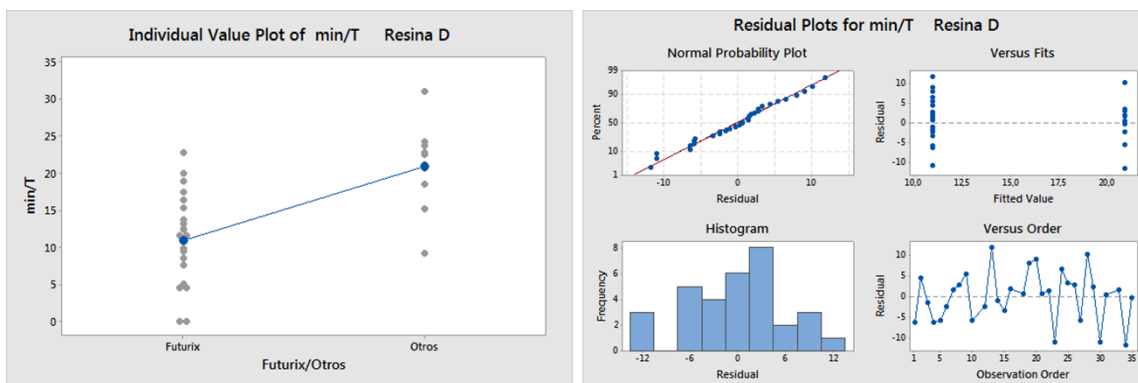 Individual Value Plot of min/T Resina D
35
30
25
20
15
10
5
0
min/T
Futurix
Otros
Futurix/Otros
Residual Plots for min/T Resina D
Normal Probability Plot
99
90
50
10
1
Percent
-10
0
10
Residual
Versus Fits
10
5
0
-5
-10
Residual
10,0
12,5
15,0
17,5
20,0
Fitted Value
Histogram
8
6
4
2
0
Frequency
-12
-6
0
6
12
Residual
Versus Order
10
5
0
-5
-10
Residual
1
5
10
15
20
25
30
35
Observation Order